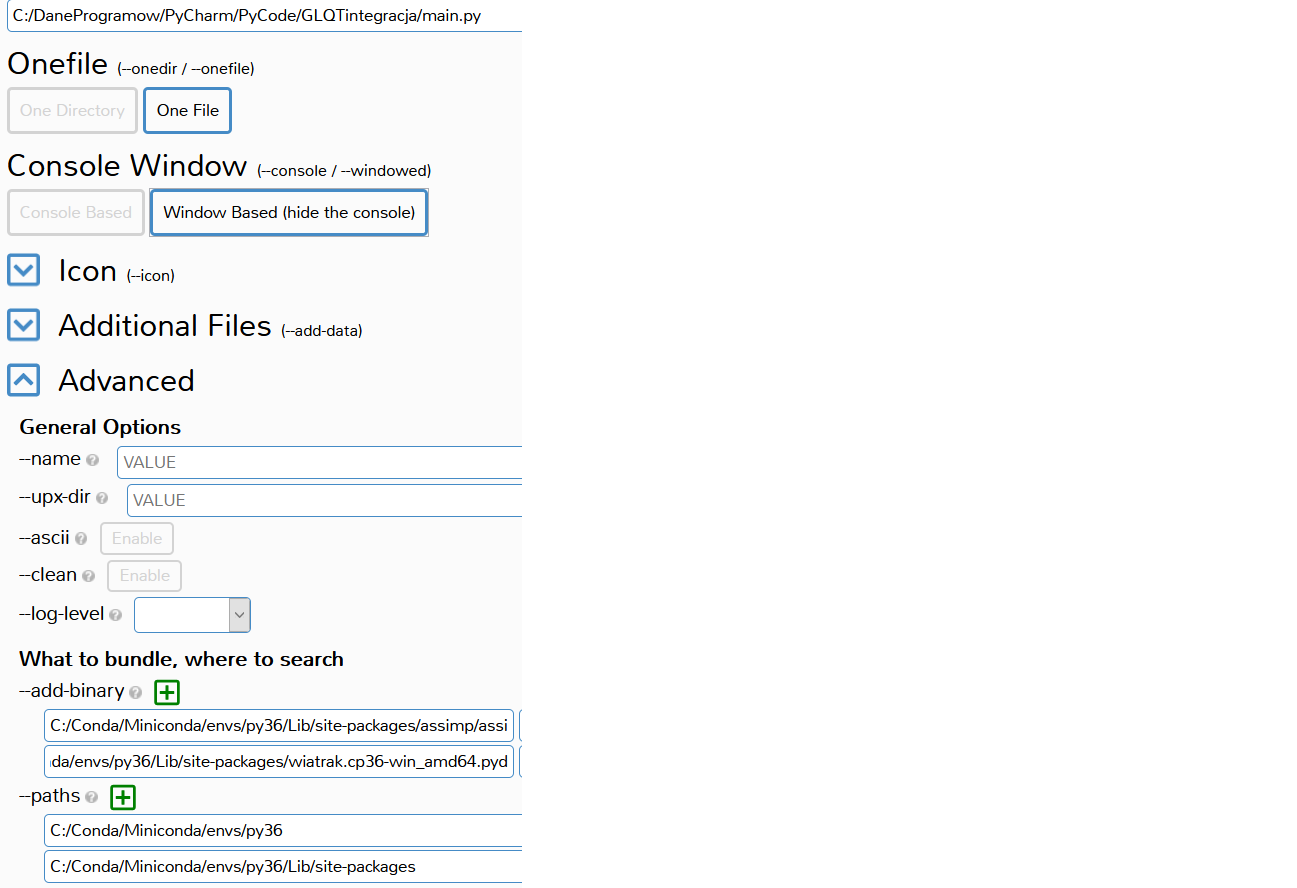 C:/DaneProgramow/PyCharm/PyCode/GLQTintegracja/main.py
Onefile (--onedir / --onefile)
One Directory One File
Console Window (--console / --windowed)
Console Based Window Based (hide the console)
Icon (--icon)
Additional Files (--add-data)
Advanced
General Options
--name ? VALUE
--upx-dir ? VALUE
--ascii ? Enable
--clean ? Enable
--log-level ?
What to bundle, where to search
--add-binary ?
C:/Conda/Miniconda/envs/py36/Lib/site-packages/assimp/assi
da/envs/py36/Lib/site-packages/wiatrak.cp36-win_amd64.pyd
--paths ?
C:/Conda/Miniconda/envs/py36
C:/Conda/Miniconda/envs/py36/Lib/site-packages